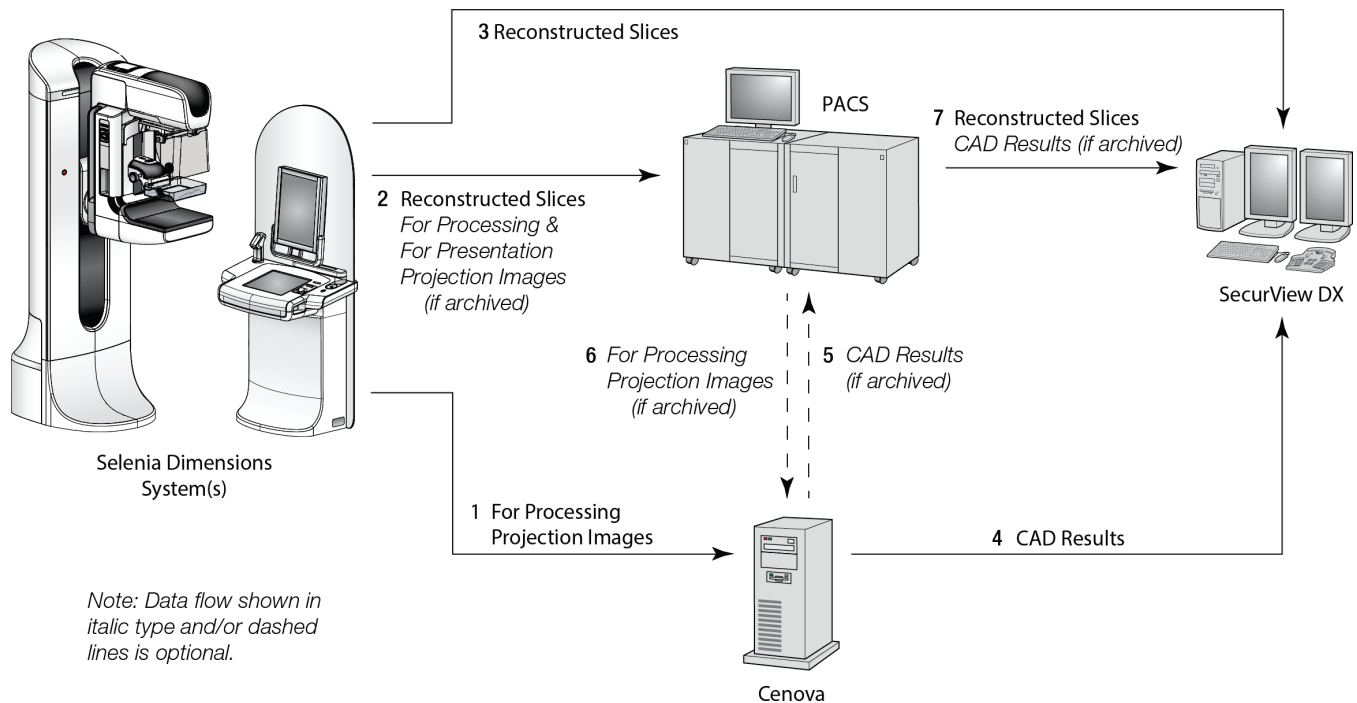 3 Reconstructed Slices
PACS
7 Reconstructed Slices
CAD Results (if archived)
2 Reconstructed Slices
For Processing &
For Presentation
Projection Images
(if archived)
SecurView DX
6 For Processing
Projection Images
(if archived)
5 CAD Results
(if archived)
Selenia Dimensions
System(s)
1 For Processing
Projection Images
4 CAD Results
Note: Data flow shown in
italic type and/or dashed
lines is optional.
Cenova